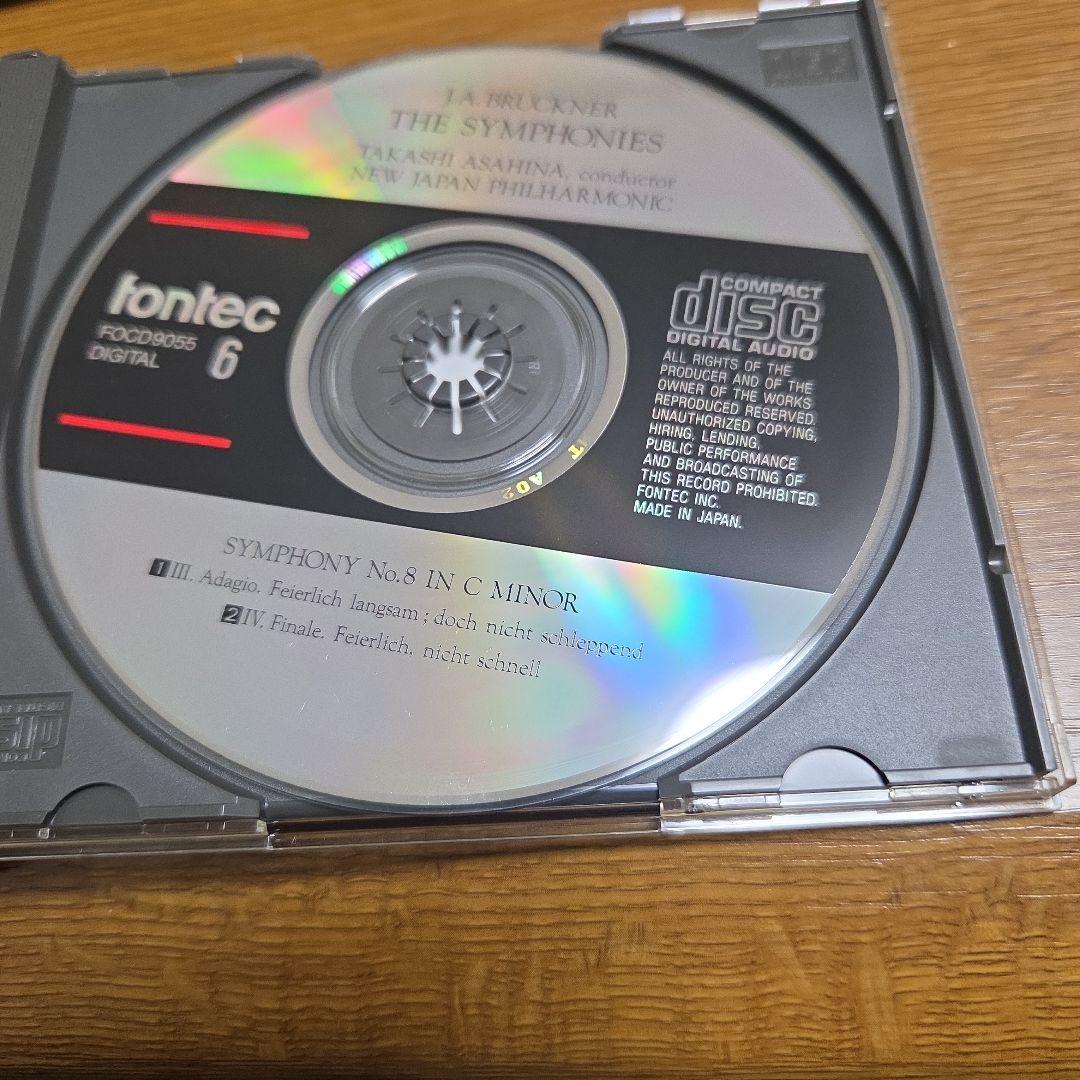 J.A. BRUCKNER
THE SYMPHONIES
TAKASHI ASAHINA, conductor
NEW JAPAN PHILHARMONIC
fontec
FOCD9055
DIGITAL
6
COMPACT
disc
DIGITAL AUDIO
ALL RIGHTS OF THE
PRODUCER AND OF THE
OWNER OF THE WORKS
REPRODUCED RESERVED.
UNAUTHORIZED COPYING,
HIRING, LENDING,
PUBLIC PERFORMANCE
AND BROADCASTING OF
THIS RECORD PROHIBITED.
FONTEC INC.
MADE IN JAPAN.
1T A02
SYMPHONY No.8 IN C MINOR
1 III. Adagio. Feierlich langsam ; doch nicht schleppend
2 IV. Finale. Feierlich, nicht schnell